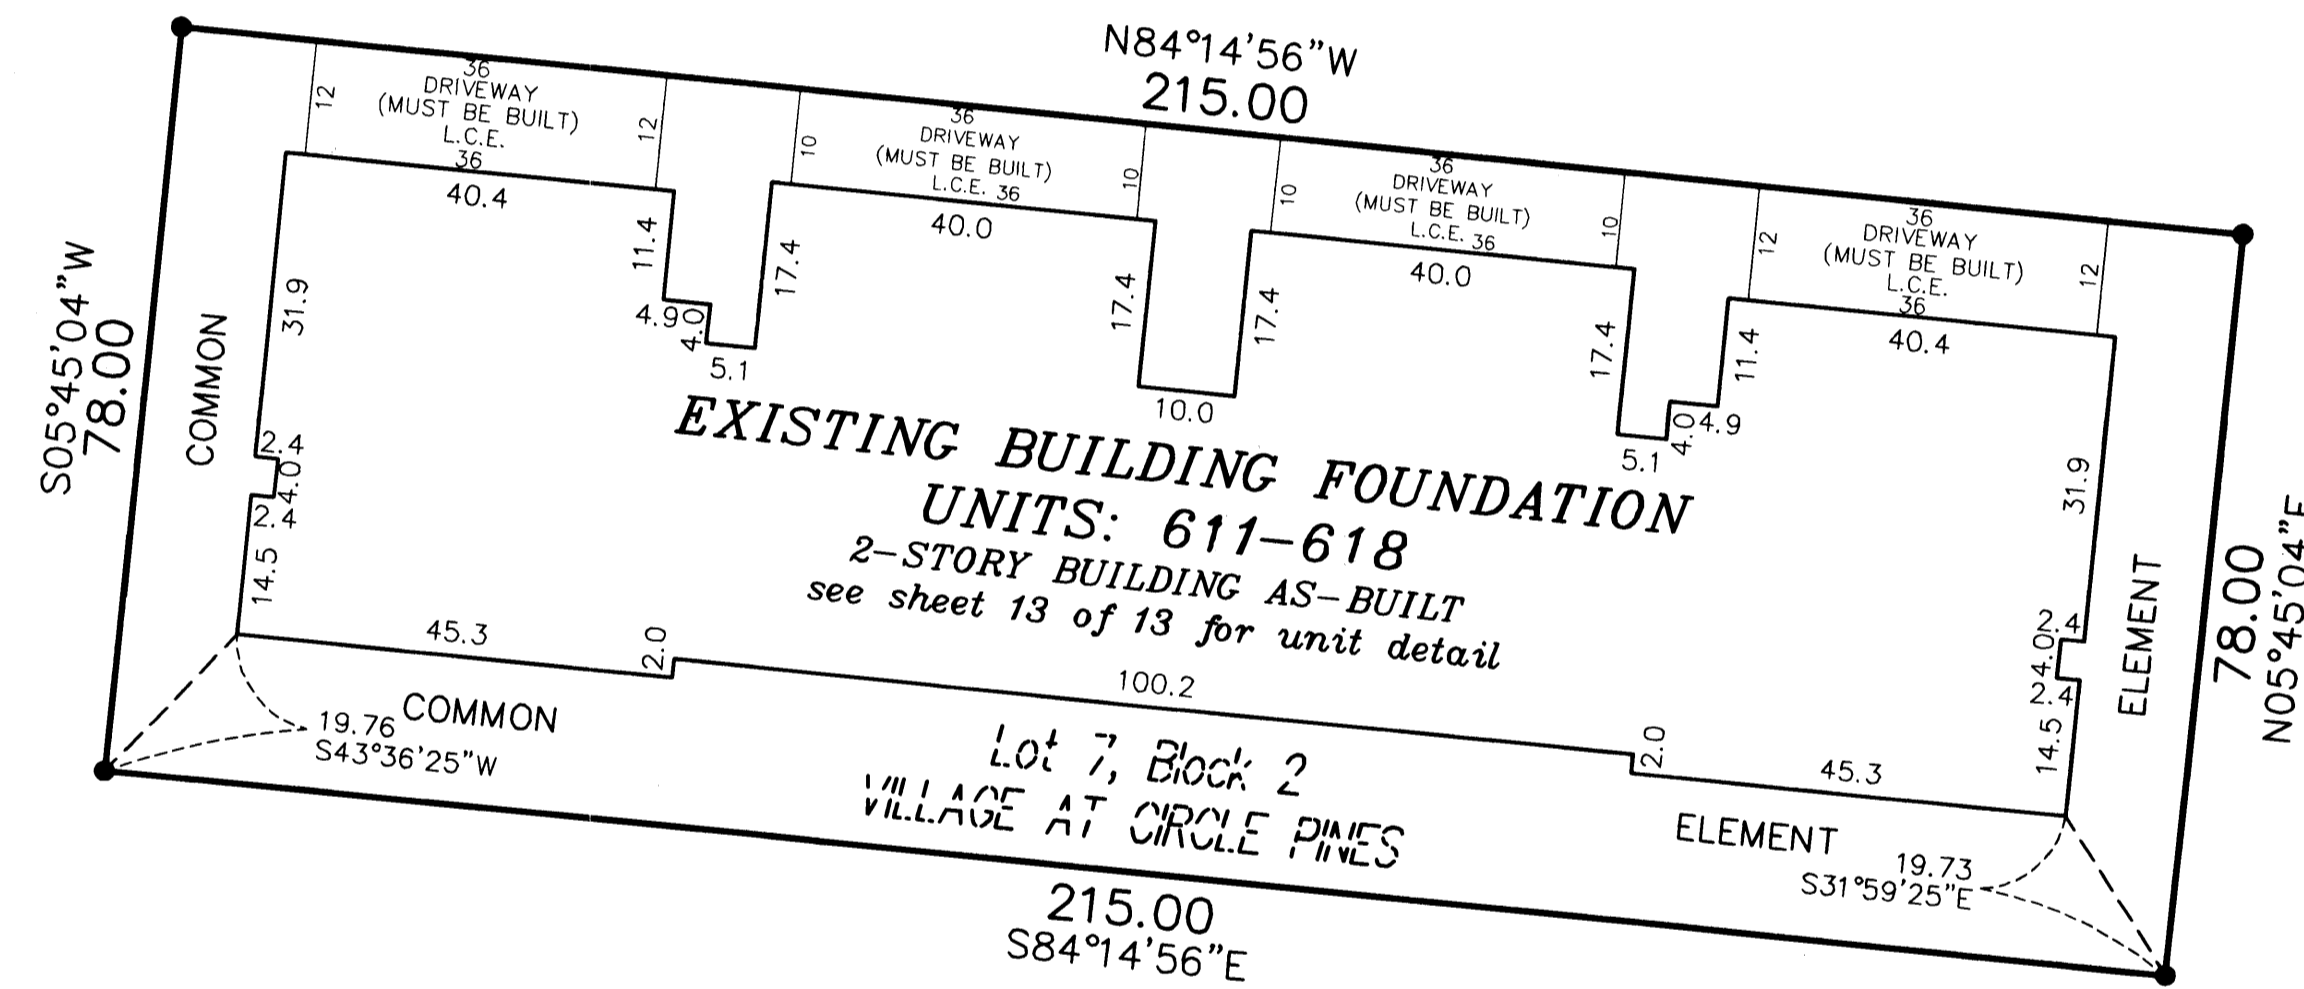 N84°14'56"W
215.00
36
DRIVEWAY
(MUST BE BUILT)
L.C.E.
36
12
12
40.4
36
DRIVEWAY
(MUST BE BUILT)
L.C.E. 36
10
10
40.0
36
DRIVEWAY
(MUST BE BUILT)
L.C.E. 36
10
10
40.0
36
DRIVEWAY
(MUST BE BUILT)
L.C.E.
36
12
12
40.4
11.4
4.9
4.0
5.1
17.4
17.4
10.0
17.4
17.4
5.1
4.0
4.9
11.4
S05°45'04"W
78.00
COMMON
31.9
2.4
4.0
2.4
14.5
EXISTING BUILDING FOUNDATION
UNITS: 611-618
2-STORY BUILDING AS-BUILT
see sheet 13 of 13 for unit detail
31.9
2.4
4.0
2.4
14.5
ELEMENT
78.00
N05°45'04"E
45.3
2.0
100.2
2.0
45.3
19.76
S43°36'25"W
COMMON
Lot 7, Block 2
VILLAGE AT CIRCLE PINES
ELEMENT
19.73
S31°59'25"E
215.00
S84°14'56"E